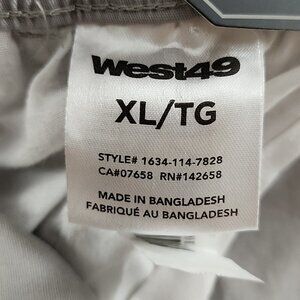 West49
XL/TG
STYLE# 1634-114-7828
CA#07658 RN#142658
MADE IN BANGLADESH
FABRIQUÉ AU BANGLADESH